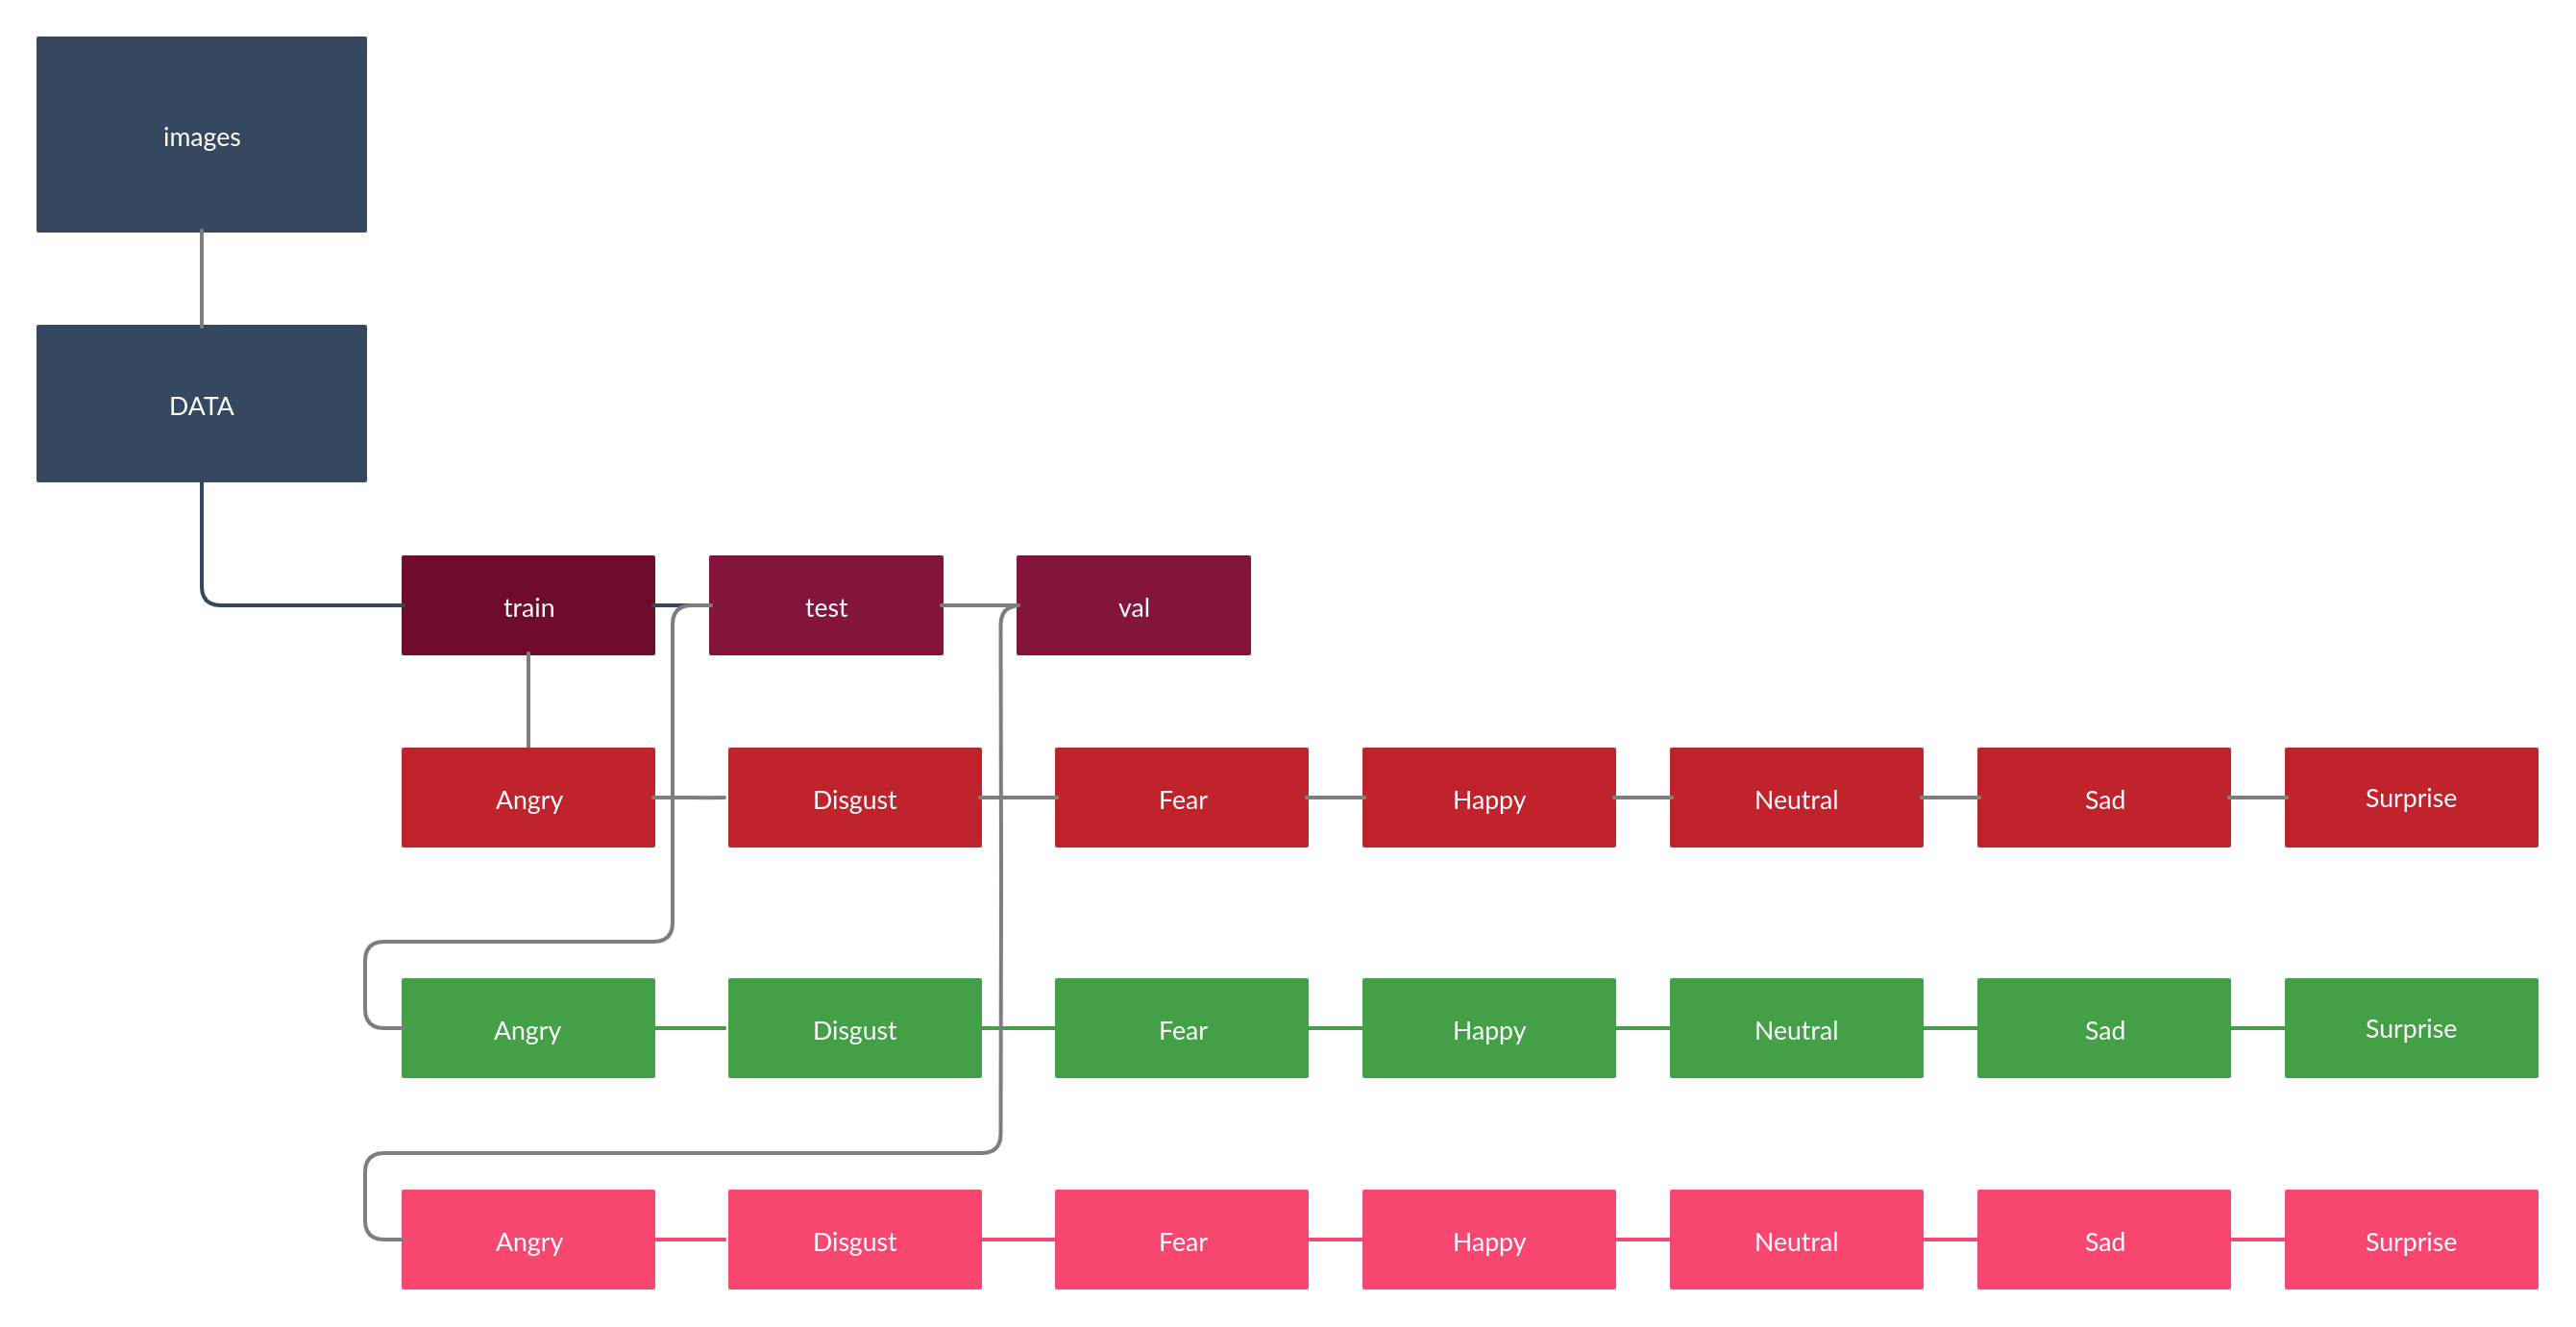 images
DATA
train
test
val
Angry
Disgust
Fear
Happy
Neutral
Sad
Surprise
Angry
Disgust
Fear
Happy
Neutral
Sad
Surprise
Angry
Disgust
Fear
Happy
Neutral
Sad
Surprise